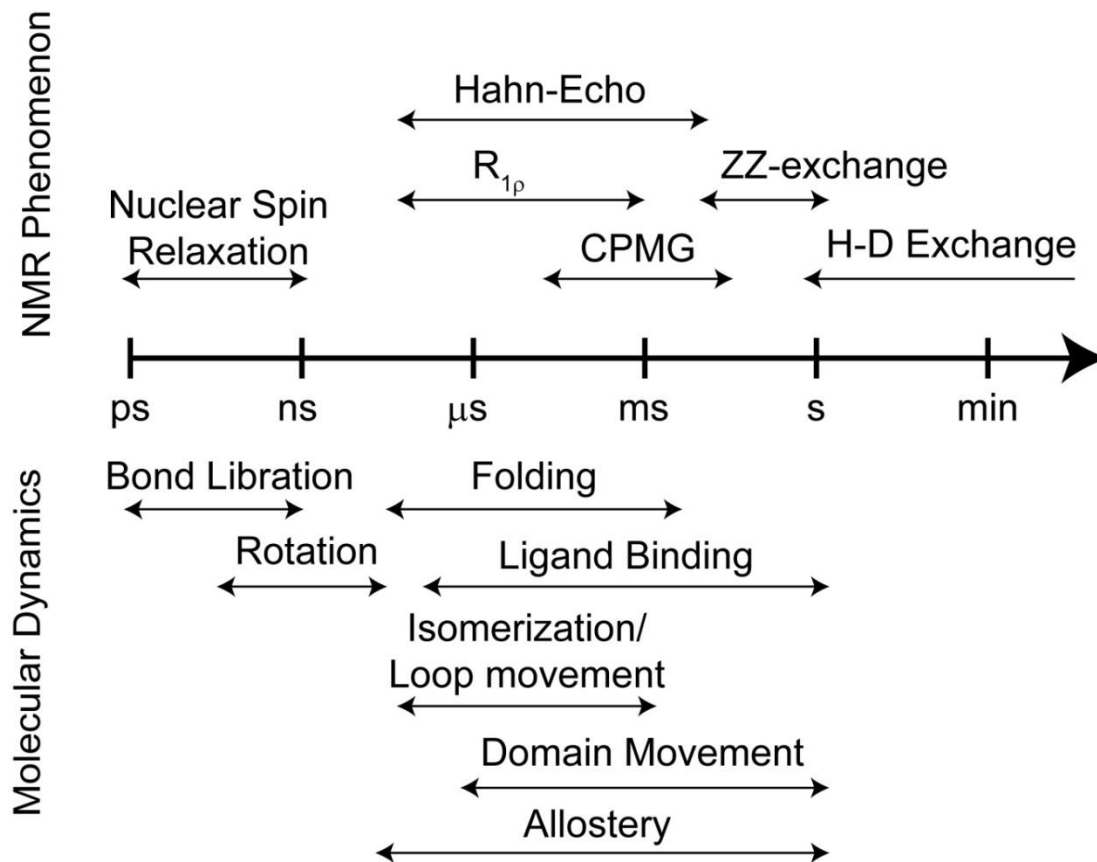 NMR Phenomenon
Hahn-Echo
R1ρ
ZZ-exchange
Nuclear Spin
Relaxation
CPMG
H-D Exchange
ps
ns
μs
ms
s
min
Molecular Dynamics
Bond Libration
Folding
Rotation
Ligand Binding
Isomerization/
Loop movement
Domain Movement
Allostery